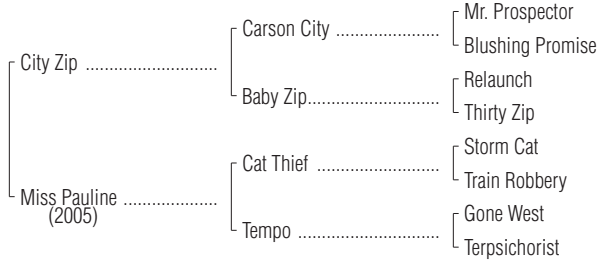 Mr. Prospector
Carson City ....................
Blushing Promise
City Zip .........................
Relaunch
Baby Zip.........................
Thirty Zip
Storm Cat
Cat Thief .......................
Train Robbery
Miss Pauline ..................
(2005)
Gone West
Tempo ...........................
Terpsichorist